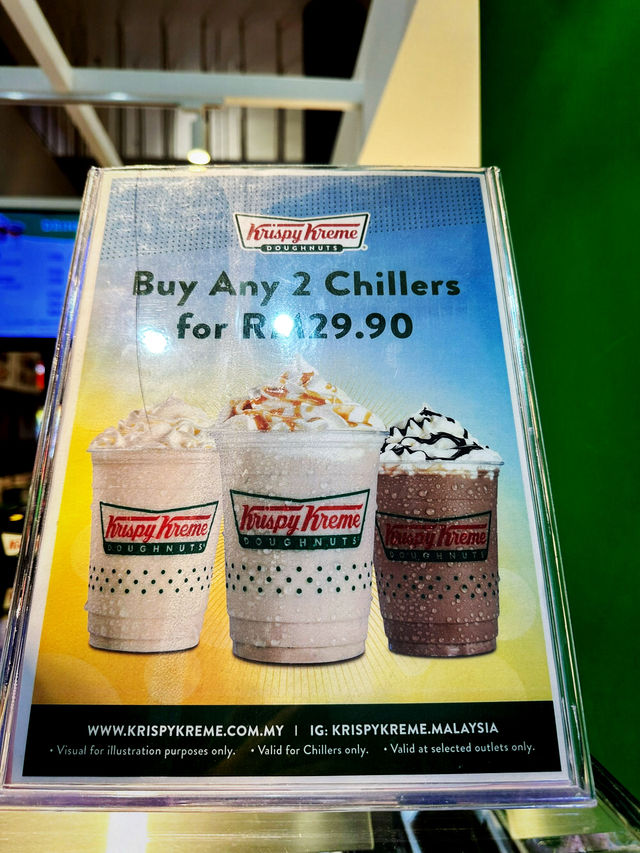 Krispy Kreme
DOUGHNUTS
Buy Any 2 Chillers
for RM29.90
Krispy Kreme
DOUGHNUTS
Krispy Kreme
DOUGHNUTS
Krispy Kreme
DOUGHNUTS
WWW.KRISPYKREME.COM.MY | IG: KRISPYKREME.MALAYSIA
• Visual for illustration purposes only. • Valid for Chillers only. • Valid at selected outlets only.